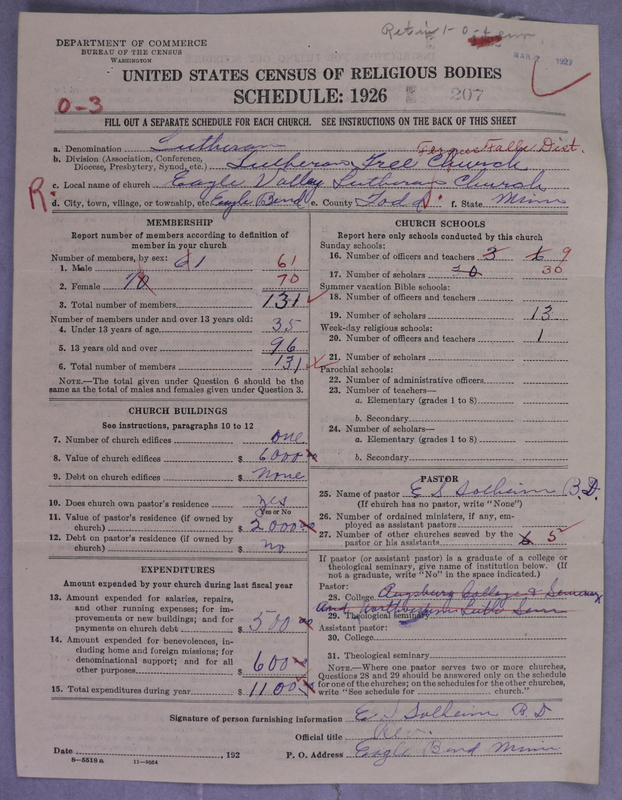 DEPARTMENT OF COMMERCE
BUREAU OF THE CENSUS
WASHINGTON
UNITED STATES CENSUS OF RELIGIOUS BODIES
SCHEDULE: 1926 207
O-3
FILL OUT A SEPARATE SCHEDULE FOR EACH CHURCH. SEE INSTRUCTIONS ON THE BACK OF THIS SHEET
a. Denomination Lutheran Fergus Falls Dist.
b. Division (Association, Conference, Diocese, Presbytery, Synod, etc.) Lutheran Free Church
c. Local name of church Eagle Valley Lutheran Church
R: d. City, town, village, or township, etc. Eagle Bend e. County Todd f. State Minn
MEMBERSHIP
Report number of members according to definition of
member in your church
Number of members, by sex:
1. Male 61 61
2. Female 70 70
3. Total number of members 131
Number of members under and over 13 years old:
4. Under 13 years of age 35
5. 13 years old and over 96
6. Total number of members 131
NOTE.—The total given under Question 6 should be the
same as the total of males and females given under Question 3.
CHURCH BUILDINGS
See instructions, paragraphs 10 to 12
7. Number of church edifices one
8. Value of church edifices $ 6000
9. Debt on church edifices $ None
10. Does church own pastor's residence yes
(Yes or No)
11. Value of pastor's residence (if owned by
church) $ 2000
12. Debt on pastor's residence (if owned by
church) $ no
EXPENDITURES
Amount expended by your church during last fiscal year
13. Amount expended for salaries, repairs,
and other running expenses; for im-
provements or new buildings; and for
payments on church debt $ 500
14. Amount expended for benevolences, in-
cluding home and foreign missions; for
denominational support; and for all
other purposes $ 600
15. Total expenditures during year $ 1100
CHURCH SCHOOLS
Report here only schools conducted by this church
Sunday schools:
16. Number of officers and teachers 3 6 9
17. Number of scholars 30
Summer vacation Bible schools:
18. Number of officers and teachers
19. Number of scholars 13
Week-day religious schools:
20. Number of officers and teachers 1
21. Number of scholars
Parochial schools:
22. Number of administrative officers
23. Number of teachers—
a. Elementary (grades 1 to 8)
b. Secondary
24. Number of scholars—
a. Elementary (grades 1 to 8)
b. Secondary
PASTOR
25. Name of pastor E S Solheim B.D.
(If church has no pastor, write "None")
26. Number of ordained ministers, if any, em-
ployed as assistant pastors
27. Number of other churches served by the
pastor or his assistants 5
If pastor (or assistant pastor) is a graduate of a college or
theological seminary, give name of institution below. (If
not a graduate, write "No" in the space indicated.)
Pastor:
28. College Augsburg College & Seminary
and Northwestern Luth Sem
29. Theological seminary
Assistant pastor:
30. College
31. Theological seminary
NOTE.—Where one pastor serves two or more churches,
Questions 28 and 29 should be answered only on the schedule
for one of the churches; on the schedules for the other churches,
write "See schedule for church."
Signature of person furnishing information E S Solheim B.D
Official title Rev.
Date , 192 P. O. Address Eagle Bend Minn
8—5518a 11—9664